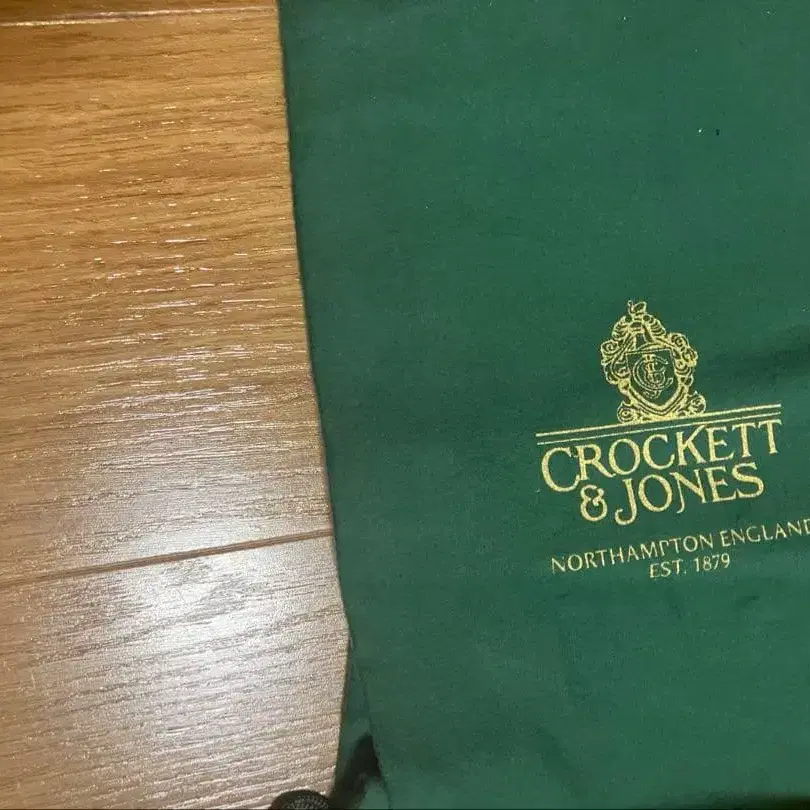 CROCKETT
& JONES
NORTHAMPTON ENGLAND
EST. 1879